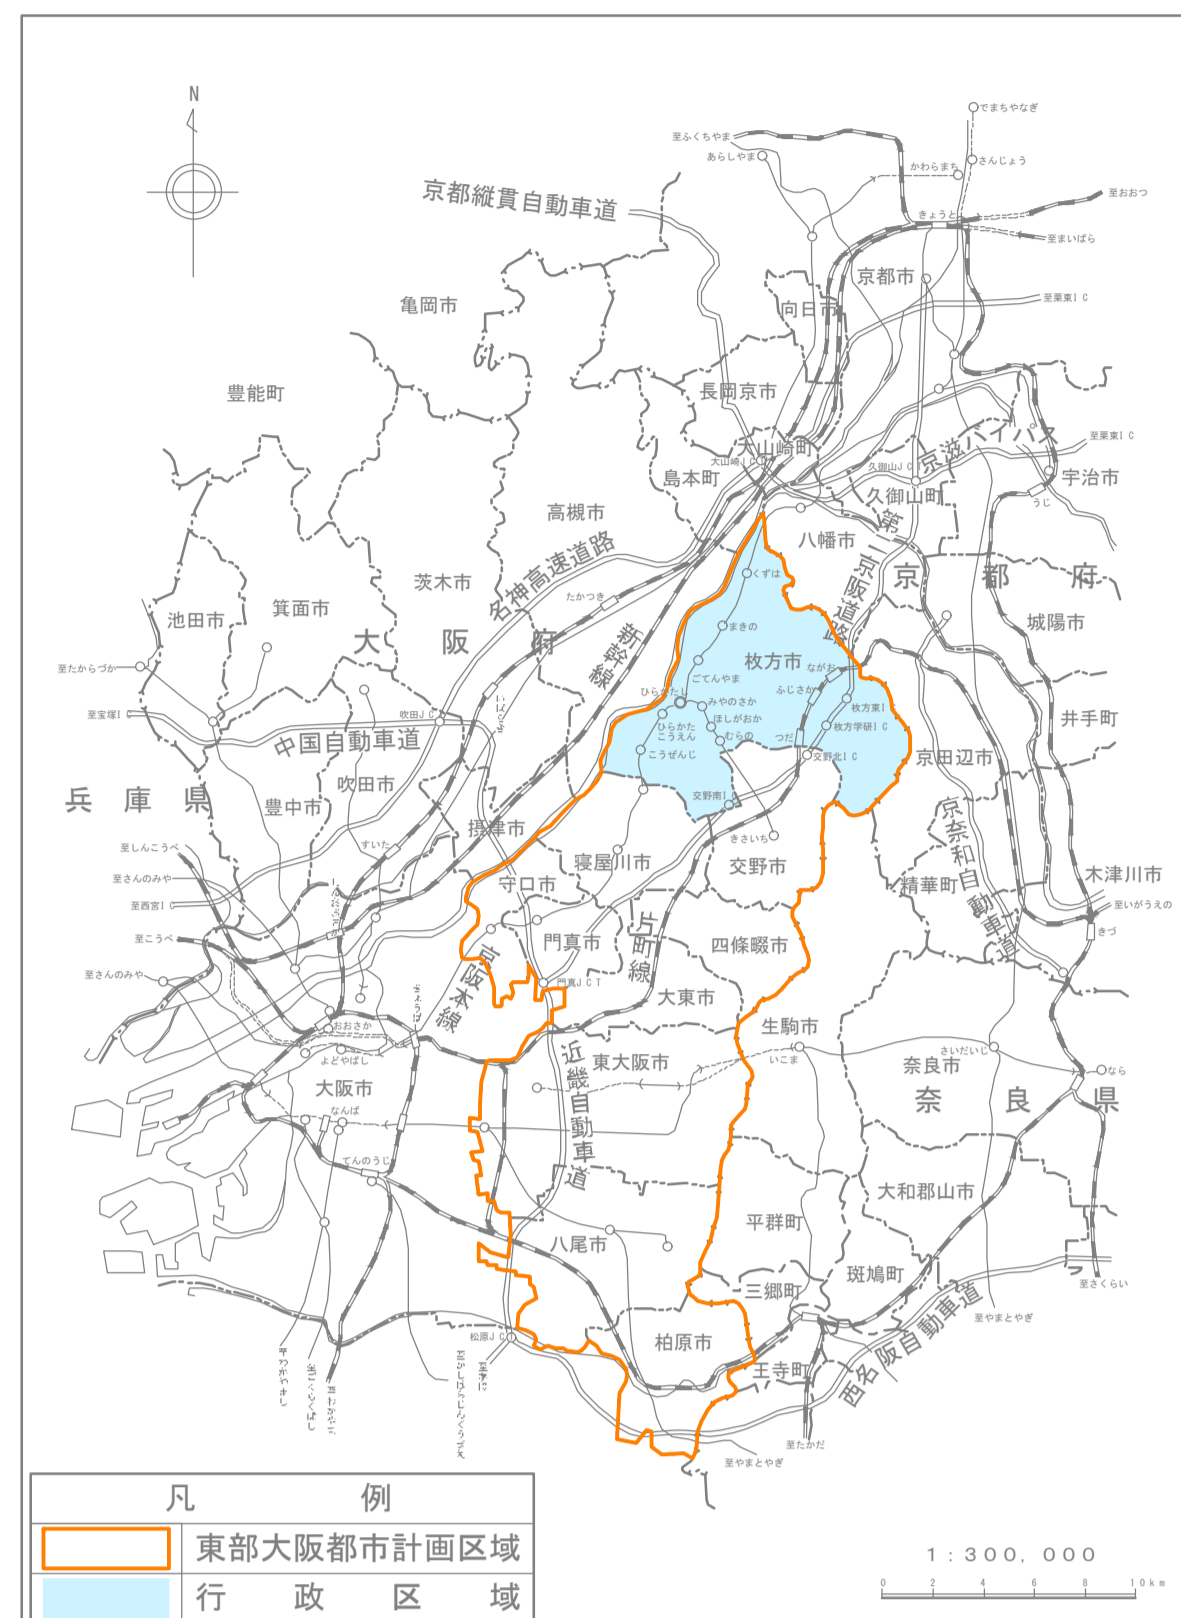 N
でまちやなぎ
至ふくちやま
あらしやま
かわらまち
さんじょう
京都縦貫自動車道
至おおつ
きょうと
至まいばら
京都市
亀岡市
向日市
至栗東IC
豊能町
長岡京市
大山崎町
大山崎JCT
京滋バイパス
至栗東IC
島本町
久御山JCT
久御山町
宇治市
うじ
高槻市
八幡市
第二京阪道路
名神高速道路
茨木市
くずは
京都府
たかつき
池田市
箕面市
まきの
城陽市
大阪府
新幹線
枚方市
ながお
至たからづか
ごてんやま
ひらかたし
ふじさか
みやのさか
枚方東I
至宝塚IC
吹田JCT
ほしがおか
枚方学研IC
井手町
ひらかた
こうえん
むらの
つだ
中国自動車道
こうぜんじ
交野北IC
京田辺市
吹田市
兵庫県
豊中市
交野南IC
京奈和自動車道
摂津市
至しんこうべ
すいた
きさいち
寝屋川市
交野市
至さんのみや
守口市
精華町
木津川市
至西宮IC
至いがうえの
片町線
きづ
至こうべ
門真市
四條畷市
京阪本線
至さんのみや
門真JCT
大東市
おおさか
生駒市
よどやばし
東大阪市
いこま
さいだいじ
奈良市
なら
近畿自動車道
大阪市
奈良県
なんば
てんのうじ
大和郡山市
平群町
八尾市
斑鳩町
三郷町
至さくらい
至やまとやぎ
松原JC
柏原市
西名阪自動車道
王寺町
至たかだ
至やまとやぎ
凡例
東部大阪都市計画区域
行政区域
1:300,000
0 2 4 6 8 10km